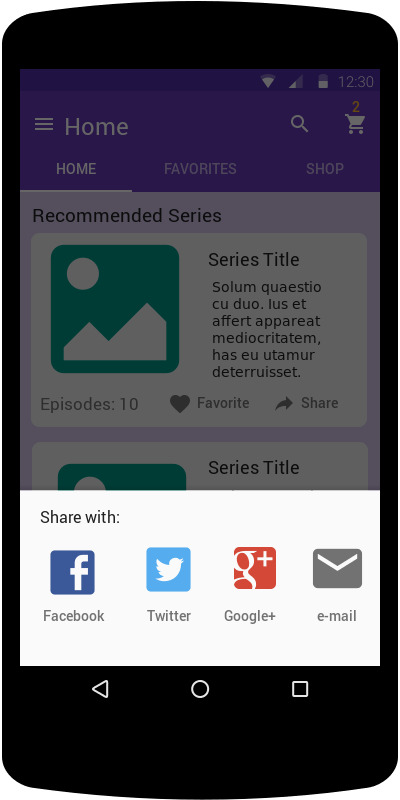 12:30
2
Home
HOME FAVORITES SHOP
Recommended Series
Series Title
Solum quaestio
cu duo. Ius et
affert appareat
mediocritatem,
has eu utamur
deterruisset.
Episodes: 10 Favorite Share
Series Title
Share with:
Facebook Twitter Google+ e-mail